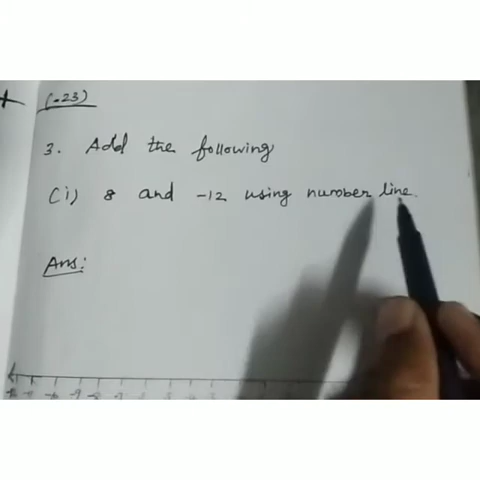 (-23)
3. Add the following
(i) 8 and -12 using number line.
Ans: